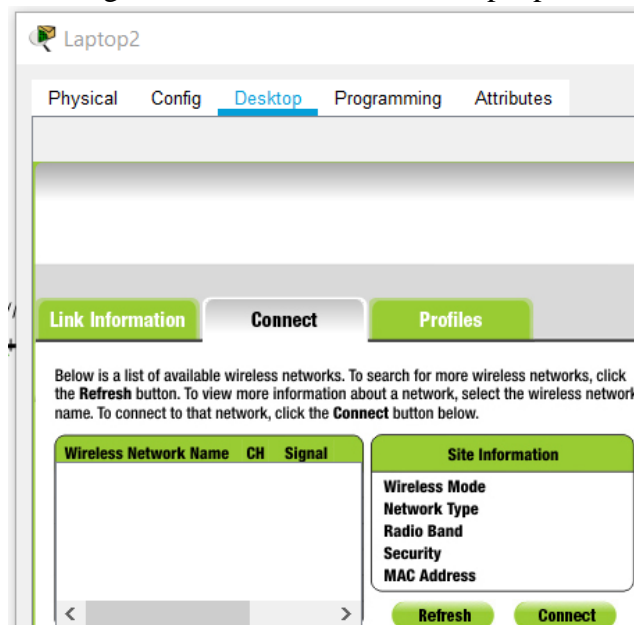 Laptop2
Physical Config Desktop Programming Attributes
Link Information Connect Profiles
Below is a list of available wireless networks. To search for more wireless networks, click
the Refresh button. To view more information about a network, select the wireless network
name. To connect to that network, click the Connect button below.
Wireless Network Name CH Signal
Site Information
Wireless Mode
Network Type
Radio Band
Security
MAC Address
Refresh Connect